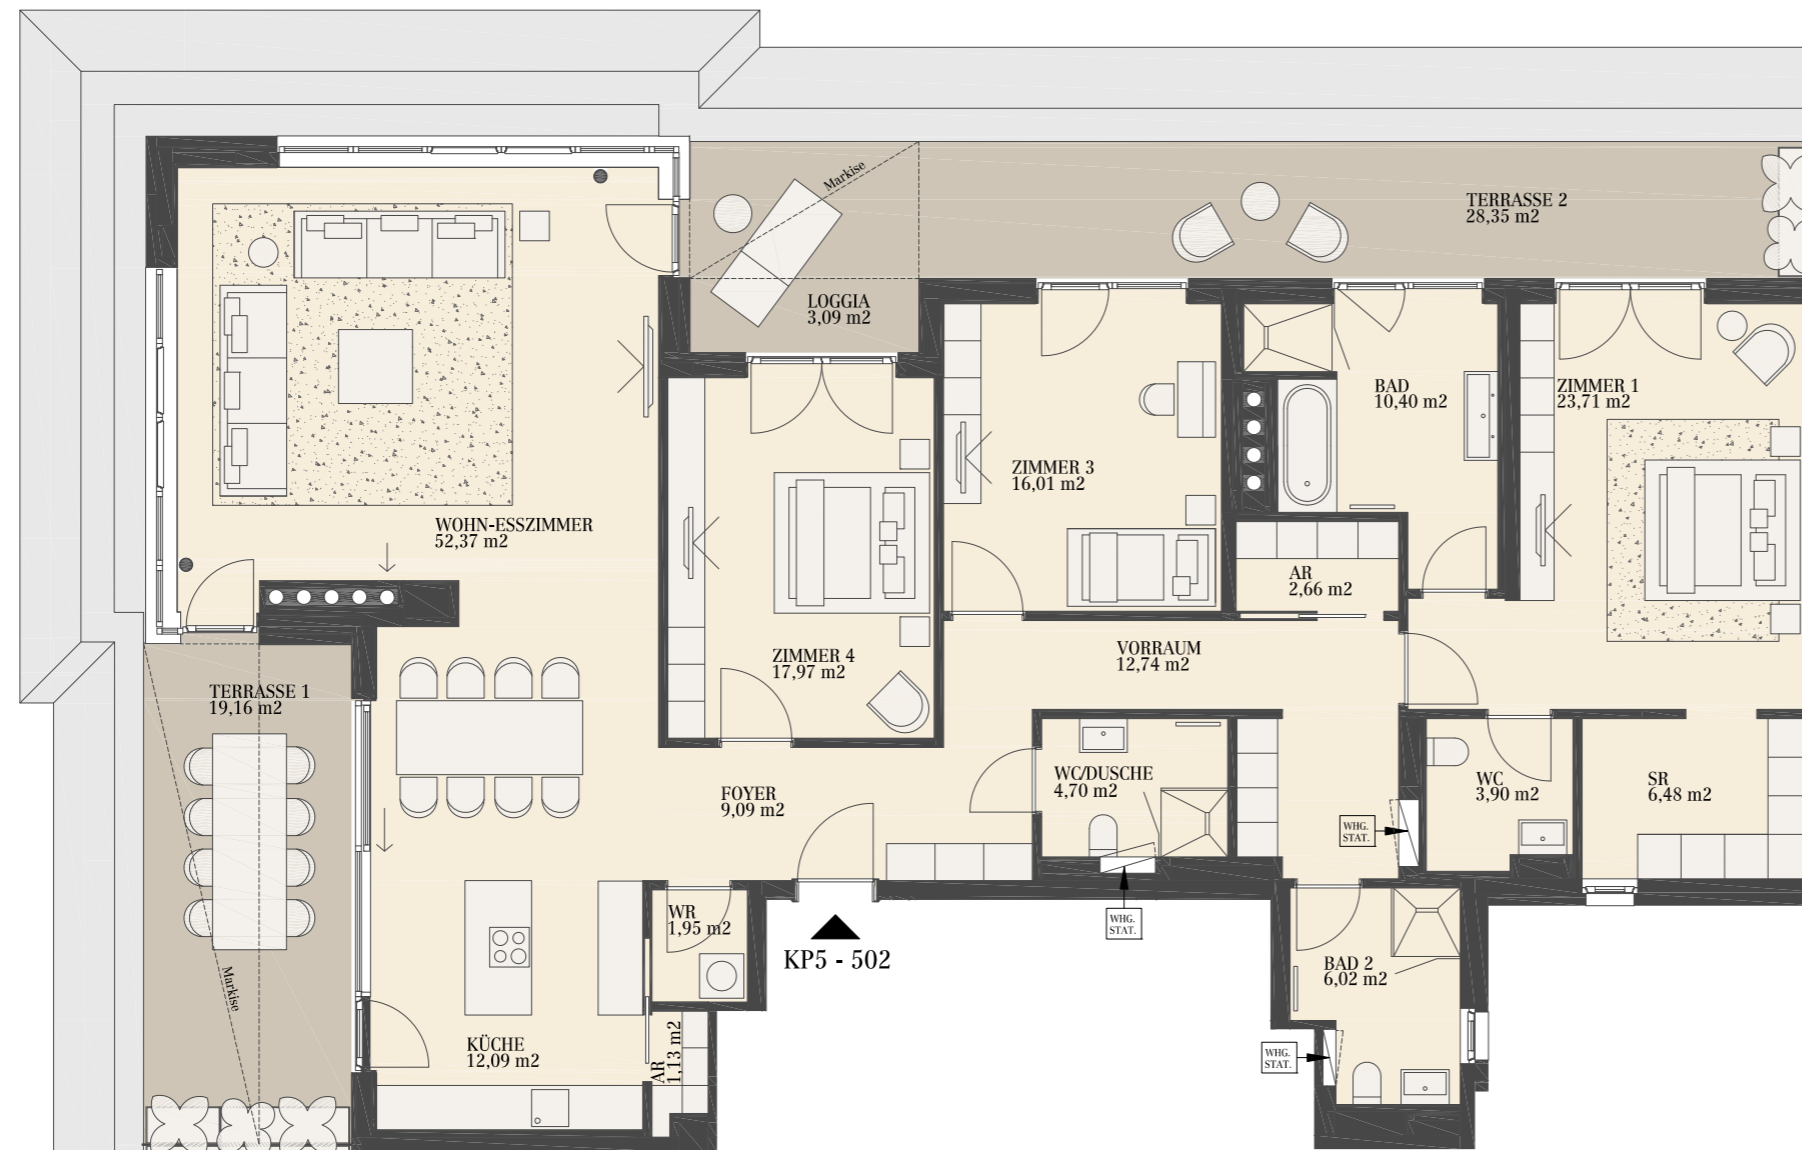 Markise
TERRASSE 2
28,35 m2
LOGGIA
3,09 m2
ZIMMER 1
23,71 m2
BAD
10,40 m2
ZIMMER 3
16,01 m2
WOHN-ESSZIMMER
52,37 m2
AR
2,66 m2
VORRAUM
12,74 m2
ZIMMER 4
17,97 m2
TERRASSE 1
19,16 m2
WC/DUSCHE
4,70 m2
WC
3,90 m2
SR
6,48 m2
FOYER
9,09 m2
WHG.
STAT.
WR
1,95 m2
WHG.
STAT.
KP5 - 502
BAD 2
6,02 m2
Markise
KÜCHE
12,09 m2
AR
1,13 m2
WHG.
STAT.